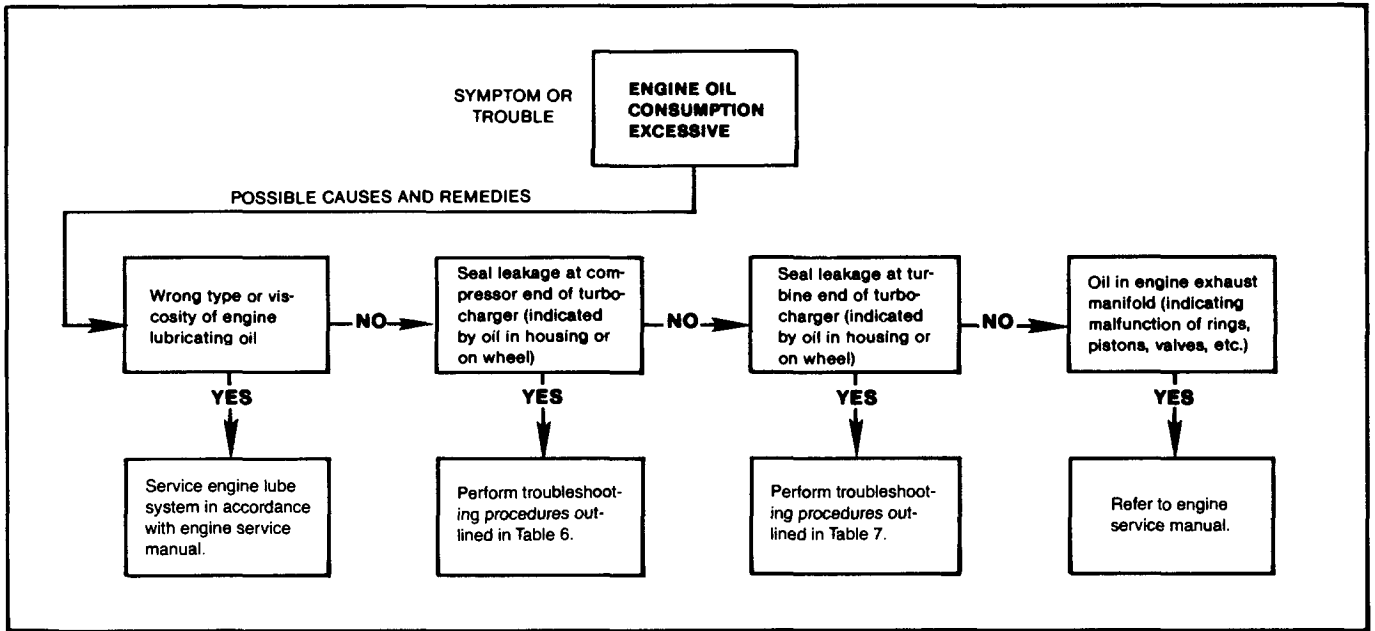 SYMPTOM OR
TROUBLE
ENGINE OIL
CONSUMPTION
EXCESSIVE
POSSIBLE CAUSES AND REMEDIES
Wrong type or vis-
cosity of engine
lubricating oil
NO
Seal leakage at com-
pressor end of turbo-
charger (indicated
by oil in housing or
on wheel)
NO
Seal leakage at tur-
bine end of turbo-
charger (indicated
by oil in housing or
on wheel)
NO
Oil in engine exhaust
manifold (indicating
malfunction of rings,
pistons, valves, etc.)
YES
YES
YES
YES
Service engine lube
system in accordance
with engine service
manual.
Perform troubleshoot-
ing procedures out-
lined in Table 6.
Perform troubleshoot-
ing procedures out-
lined in Table 7.
Refer to engine
service manual.